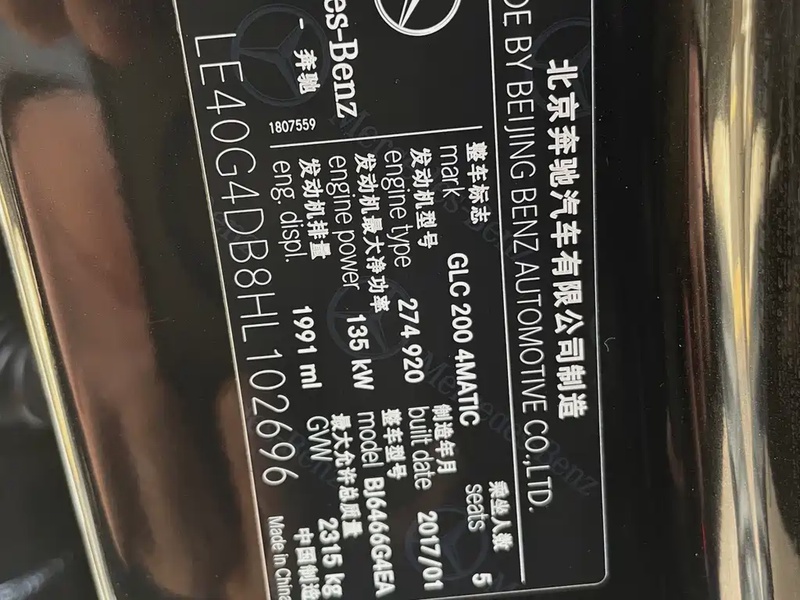 北京奔驰汽车有限公司制造
DE BY BEIJING BENZ AUTOMOTIVE CO.,LTD.
es-Benz
- 奔驰
1807559
整车标志
mark
GLC 200 4MATIC
乘坐人数
seats
5
发动机型号
engine type
274 920
制造年月
built date
2017/01
发动机最大净功率
engine power
135 kW
整车型号
model
BJ6466G4EA
发动机排量
eng. displ.
1991 ml
最大允许总质量
GVW
2315 kg
LE40G4DB8HL102696
中国制造
Made in China